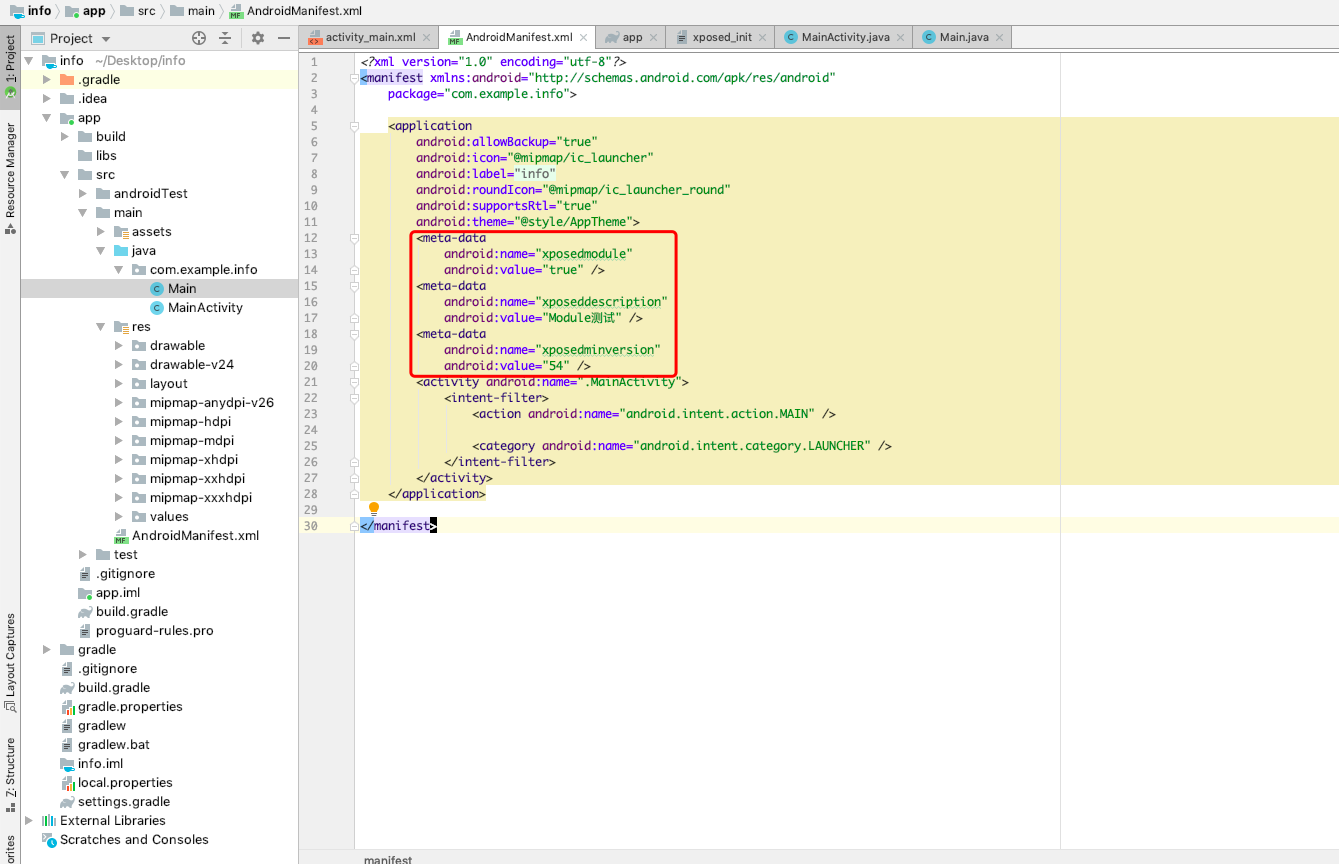 info app src main AndroidManifest.xml
Project
activity_main.xml AndroidManifest.xml app xposed_init MainActivity.java Main.java
1: Project
Resource Manager
Layout Captures
Z: Structure
info ~/Desktop/info
.gradle
.idea
app
build
libs
src
androidTest
main
assets
java
com.example.info
Main
MainActivity
res
drawable
drawable-v24
layout
mipmap-anydpi-v26
mipmap-hdpi
mipmap-mdpi
mipmap-xhdpi
mipmap-xxhdpi
mipmap-xxxhdpi
values
AndroidManifest.xml
test
.gitignore
app.iml
build.gradle
proguard-rules.pro
gradle
.gitignore
build.gradle
gradle.properties
gradlew
gradlew.bat
info.iml
local.properties
settings.gradle
External Libraries
Scratches and Consoles
1 <?xml version="1.0" encoding="utf-8"?>
2 <manifest xmlns:android="http://schemas.android.com/apk/res/android"
3 package="com.example.info">
4
5 <application
6 android:allowBackup="true"
7 android:icon="@mipmap/ic_launcher"
8 android:label="info"
9 android:roundIcon="@mipmap/ic_launcher_round"
10 android:supportsRtl="true"
11 android:theme="@style/AppTheme">
12 <meta-data
13 android:name="xposedmodule"
14 android:value="true" />
15 <meta-data
16 android:name="xposeddescription"
17 android:value="Module测试" />
18 <meta-data
19 android:name="xposedminversion"
20 android:value="54" />
21 <activity android:name=".MainActivity">
22 <intent-filter>
23 <action android:name="android.intent.action.MAIN" />
24
25 <category android:name="android.intent.category.LAUNCHER" />
26 </intent-filter>
27 </activity>
28 </application>
29
30 </manifest>
manifest